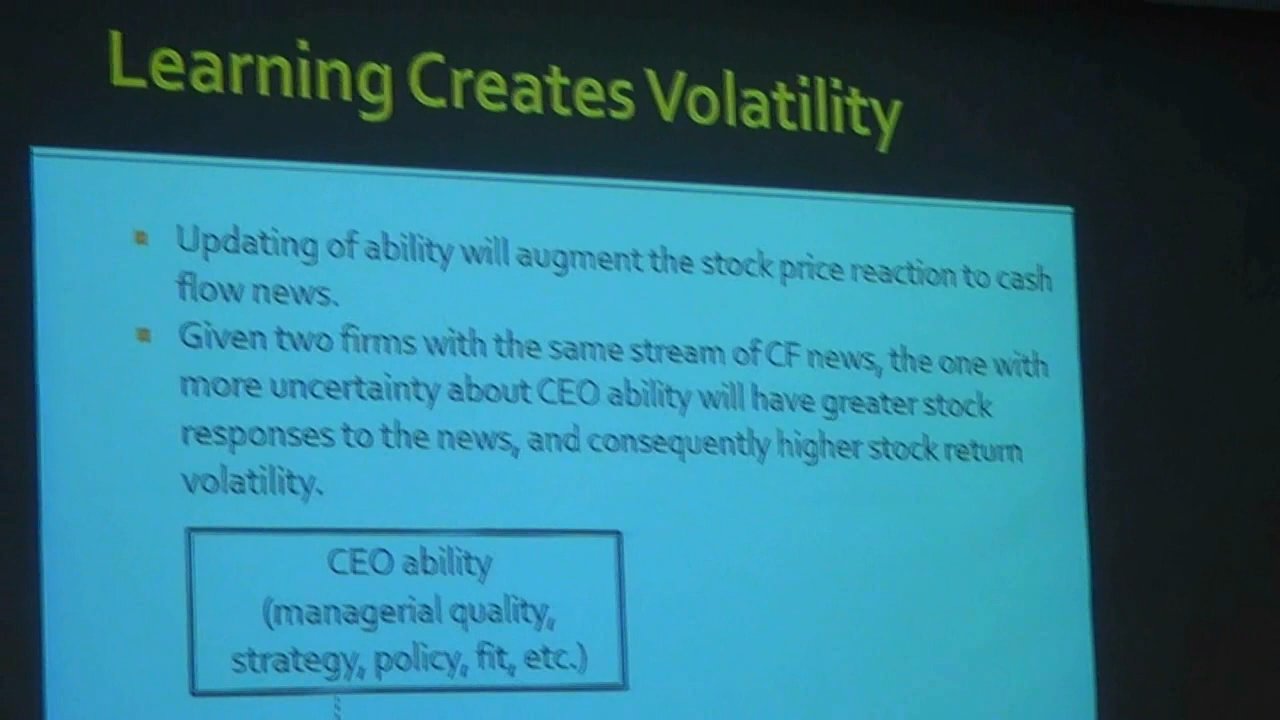 Learning Creates Volatility
Updating of ability will augment the stock price reaction to cash
flow news.
Given two firms with the same stream of CF news, the one with
more uncertainty about CEO ability will have greater stock
responses to the news, and consequently higher stock return
volatility.
CEO ability
(managerial quality,
strategy, policy, fit, etc.)